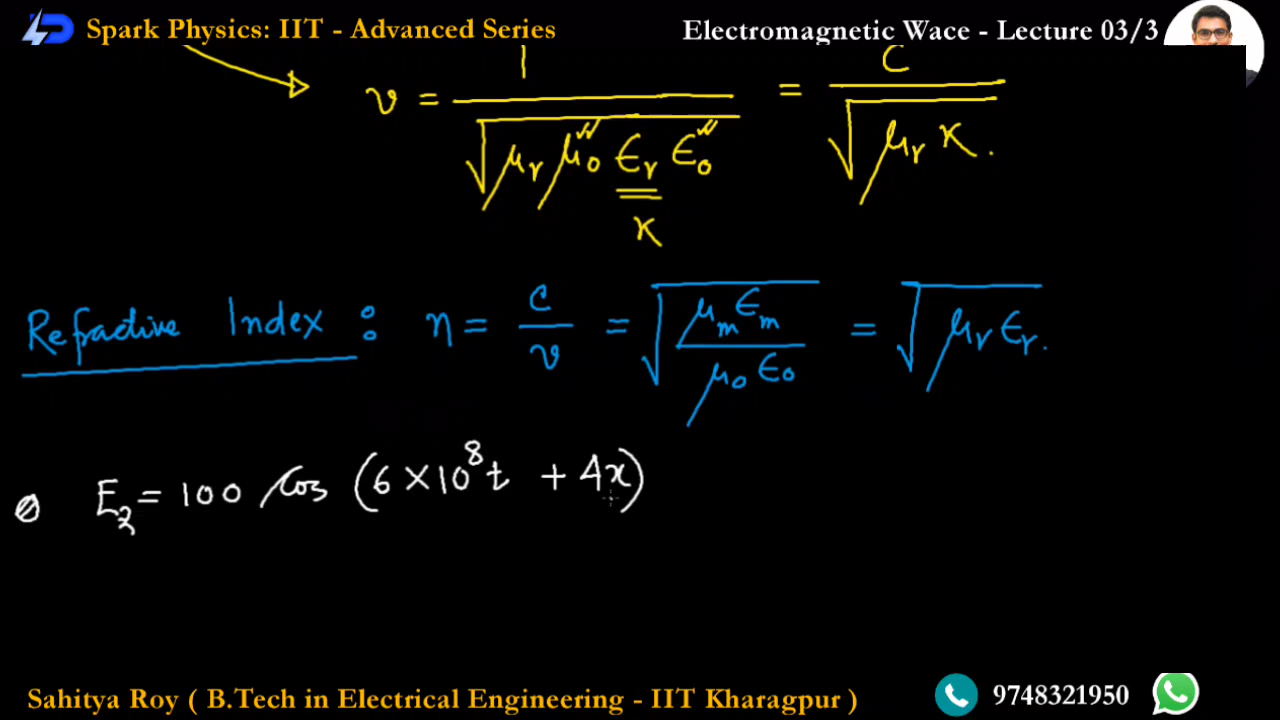 Spark Physics: IIT - Advanced Series
Electromagnetic Wace - Lecture 03/3
v = 1 / √(μr μ0 ϵr ϵ0) = c / √(μr κ).
κ
Refractive Index : η = c / v = √(μm ϵm / μ0 ϵ0) = √(μr ϵr).
Ez = 100 Cos (6 × 10⁸t + 4x)
Sahitya Roy ( B.Tech in Electrical Engineering - IIT Kharagpur )
9748321950